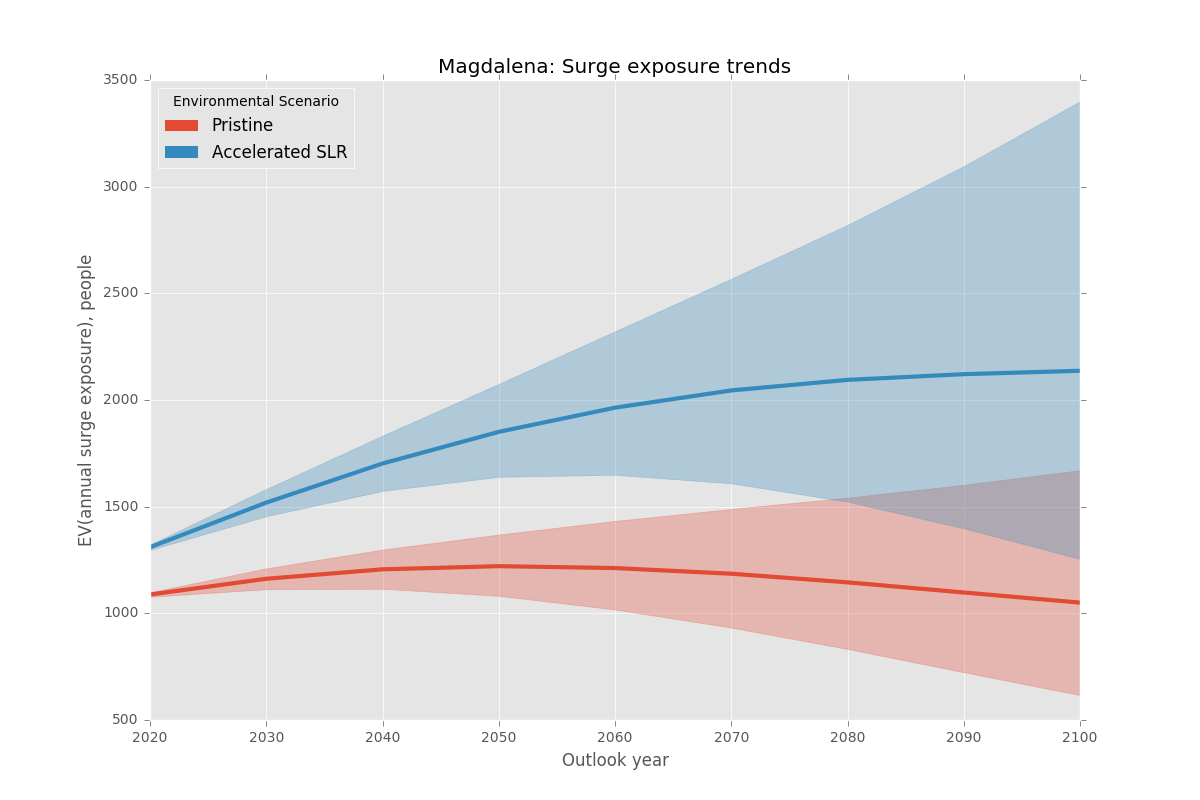 Magdalena: Surge exposure trends
3500
3000
2500
2000
1500
1000
500
EV(annual surge exposure), people
Environmental Scenario
Pristine
Accelerated SLR
2020 2030 2040 2050 2060 2070 2080 2090 2100
Outlook year